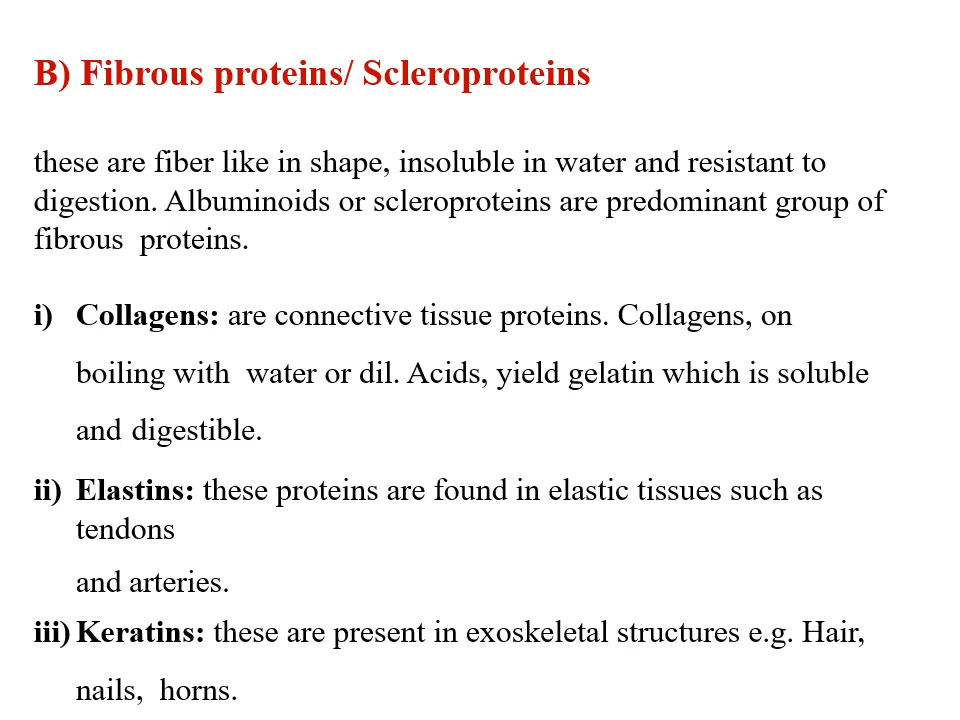 B) Fibrous proteins/ Scleroproteins
these are fiber like in shape, insoluble in water and resistant to
digestion. Albuminoids or scleroproteins are predominant group of
fibrous  proteins.
i) Collagens: are connective tissue proteins. Collagens, on
boiling with  water or dil. Acids, yield gelatin which is soluble
and digestible.
ii) Elastins: these proteins are found in elastic tissues such as
tendons
and arteries.
iii) Keratins: these are present in exoskeletal structures e.g. Hair,
nails,  horns.